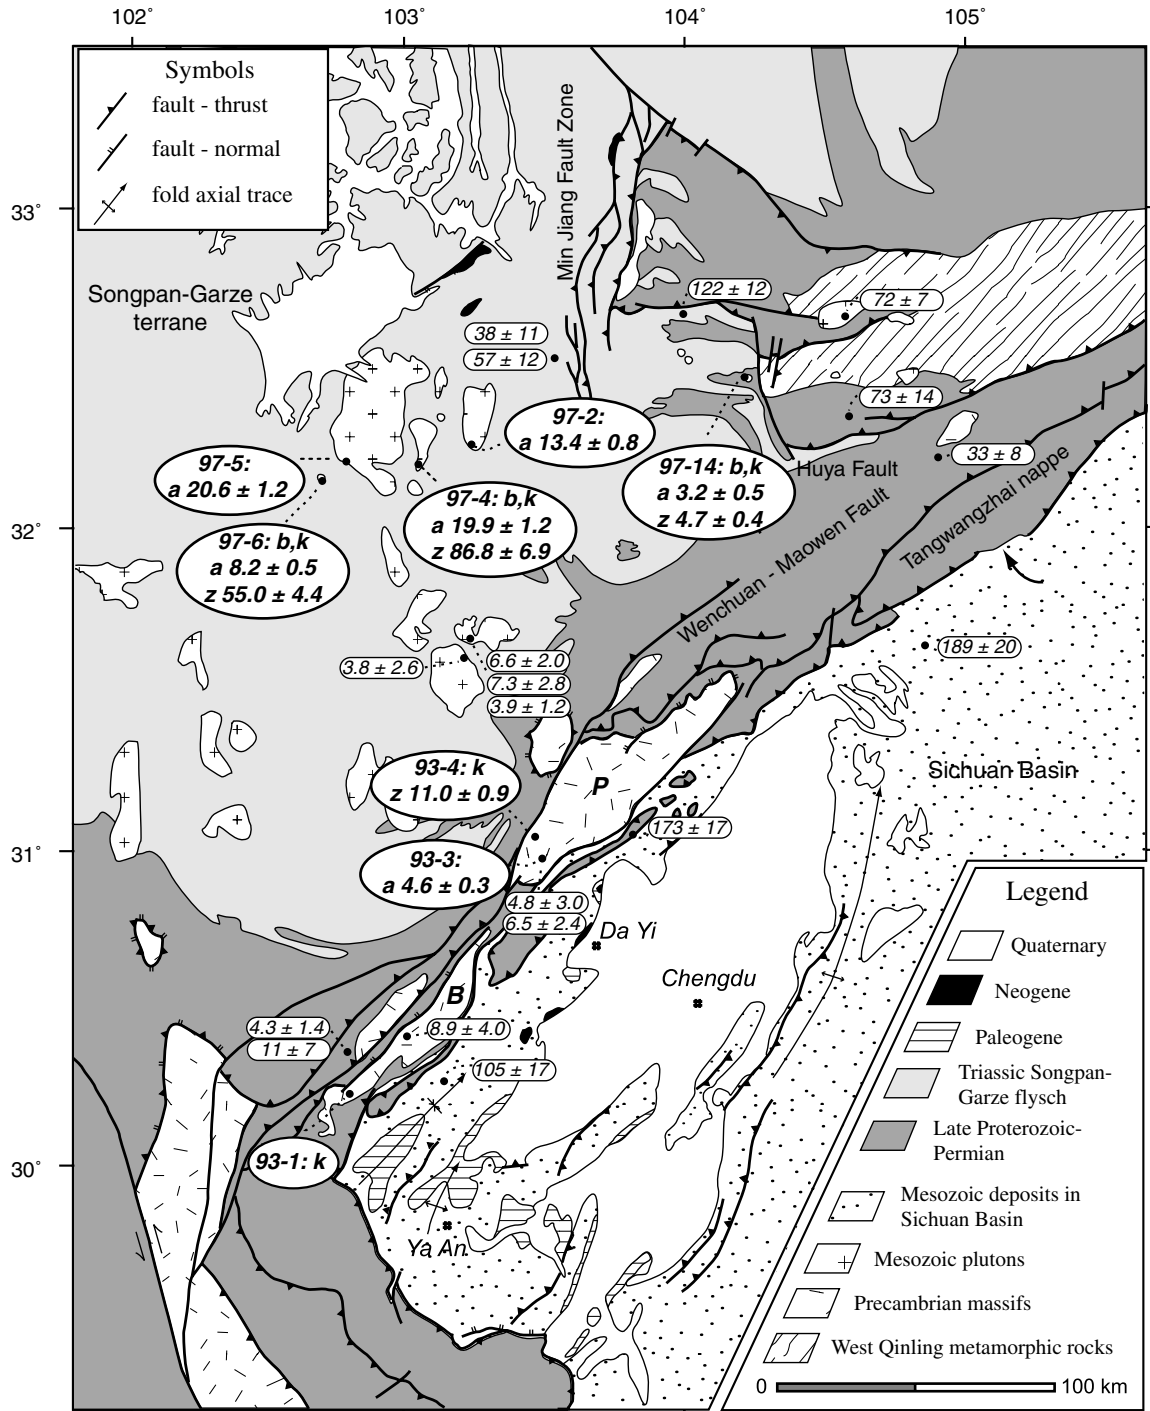 102˚
103˚
104˚
105˚
33˚
32˚
31˚
30˚
Symbols
fault - thrust
fault - normal
fold axial trace
Min Jiang Fault Zone
Songpan-Garze
terrane
122 ± 12
72 ± 7
38 ± 11
57 ± 12
73 ± 14
97-2:
a 13.4 ± 0.8
33 ± 8
97-5:
a 20.6 ± 1.2
97-14: b,k
a 3.2 ± 0.5
z 4.7 ± 0.4
Huya Fault
97-4: b,k
a 19.9 ± 1.2
z 86.8 ± 6.9
97-6: b,k
a 8.2 ± 0.5
z 55.0 ± 4.4
Wenchuan - Maowen Fault
Tangwangzhai nappe
189 ± 20
3.8 ± 2.6
6.6 ± 2.0
7.3 ± 2.8
3.9 ± 1.2
93-4: k
z 11.0 ± 0.9
P
Sichuan Basin
173 ± 17
93-3:
a 4.6 ± 0.3
4.8 ± 3.0
6.5 ± 2.4
Da Yi
Chengdu
B
4.3 ± 1.4
11 ± 7
8.9 ± 4.0
105 ± 17
93-1: k
Ya An
Legend
Quaternary
Neogene
Paleogene
Triassic Songpan-
Garze flysch
Late Proterozoic-
Permian
Mesozoic deposits in
Sichuan Basin
Mesozoic plutons
Precambrian massifs
West Qinling metamorphic rocks
0
100 km